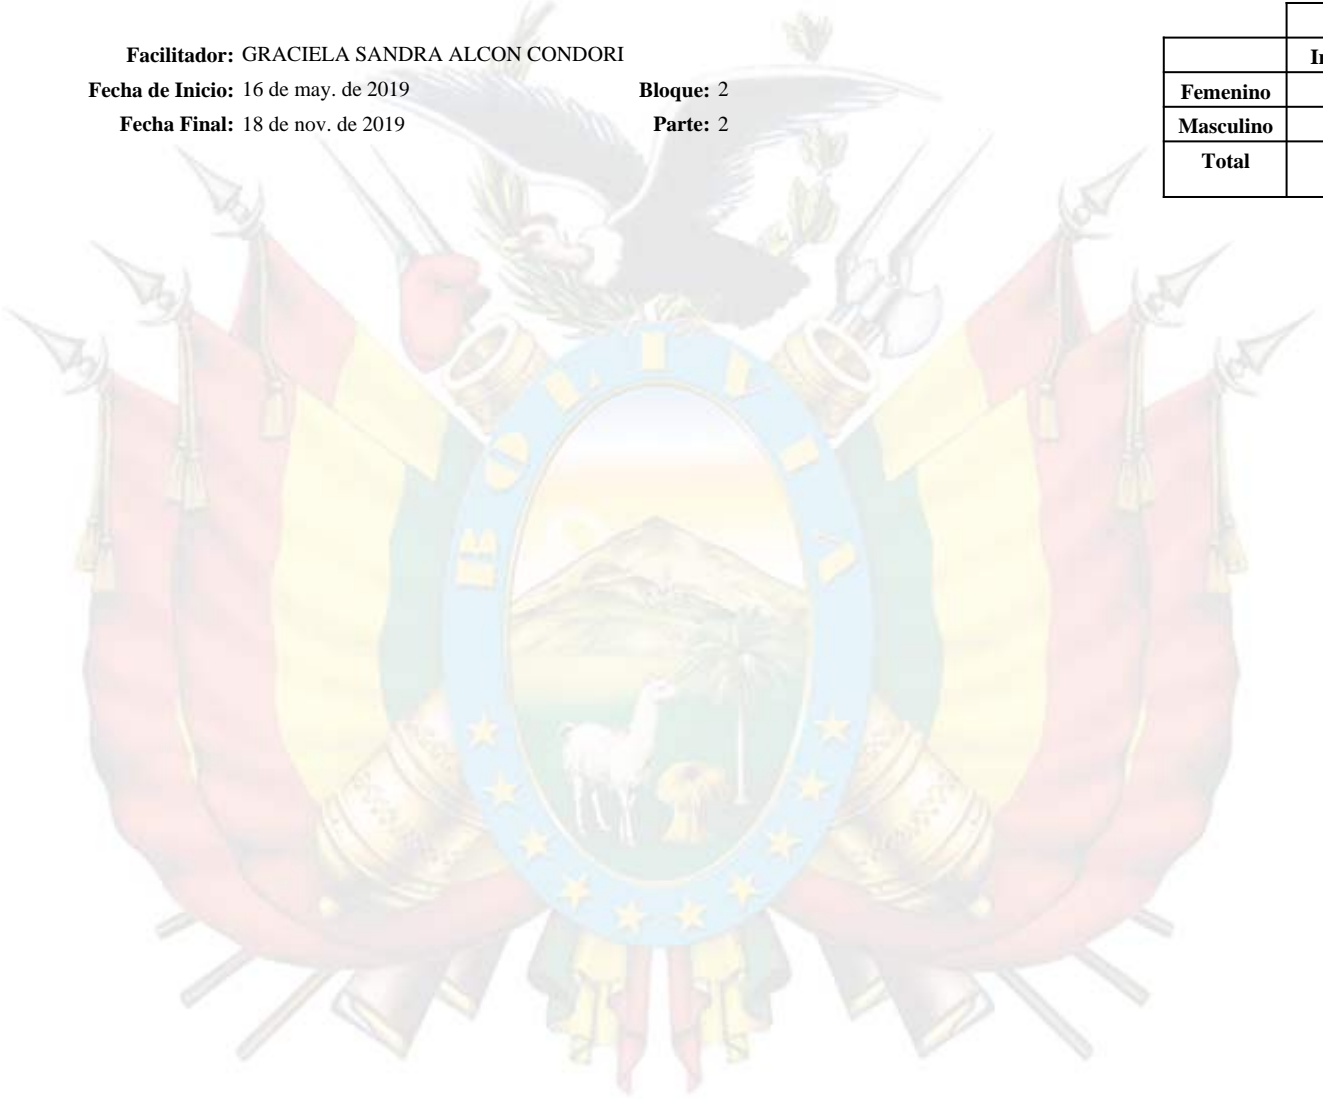 Facilitador: GRACIELA SANDRA ALCON CONDORI
Fecha de Inicio: 16 de may. de 2019 Bloque: 2
Fecha Final: 18 de nov. de 2019 Parte: 2
Femenino
Masculino
Total
BOLIVIA